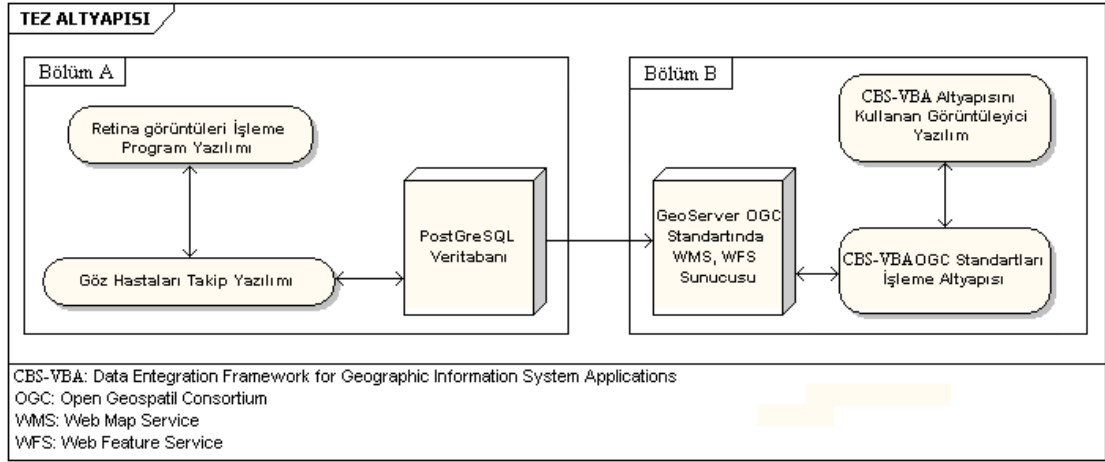 TEZ ALTYAPISI
Bölüm A
Retina görüntüleri İşleme
Program Yazılımı
Göz Hastaları Takip Yazılımı
PostGreSQL
Veritabanı
Bölüm B
CBS-VBA Altyapısını
Kullanan Görüntüleyici
Yazılım
GeoServer OGC
Standartında
WMS, WFS
Sunucusu
CBS-VBAOGC Standartları
İşleme Altyapısı
CBS-VBA: Data Entegration Framework for Geographic Information System Applications
OGC: Open Geospatil Consortium
WMS: Web Map Service
WFS: Web Feature Service